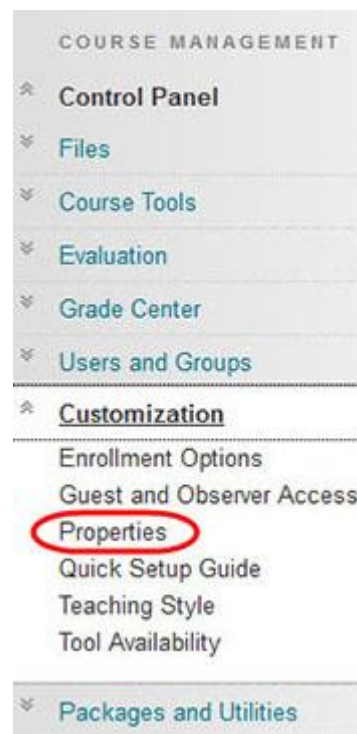 COURSE MANAGEMENT
Control Panel
Files
Course Tools
Evaluation
Grade Center
Users and Groups
Customization
Enrollment Options
Guest and Observer Access
Properties
Quick Setup Guide
Teaching Style
Tool Availability
Packages and Utilities